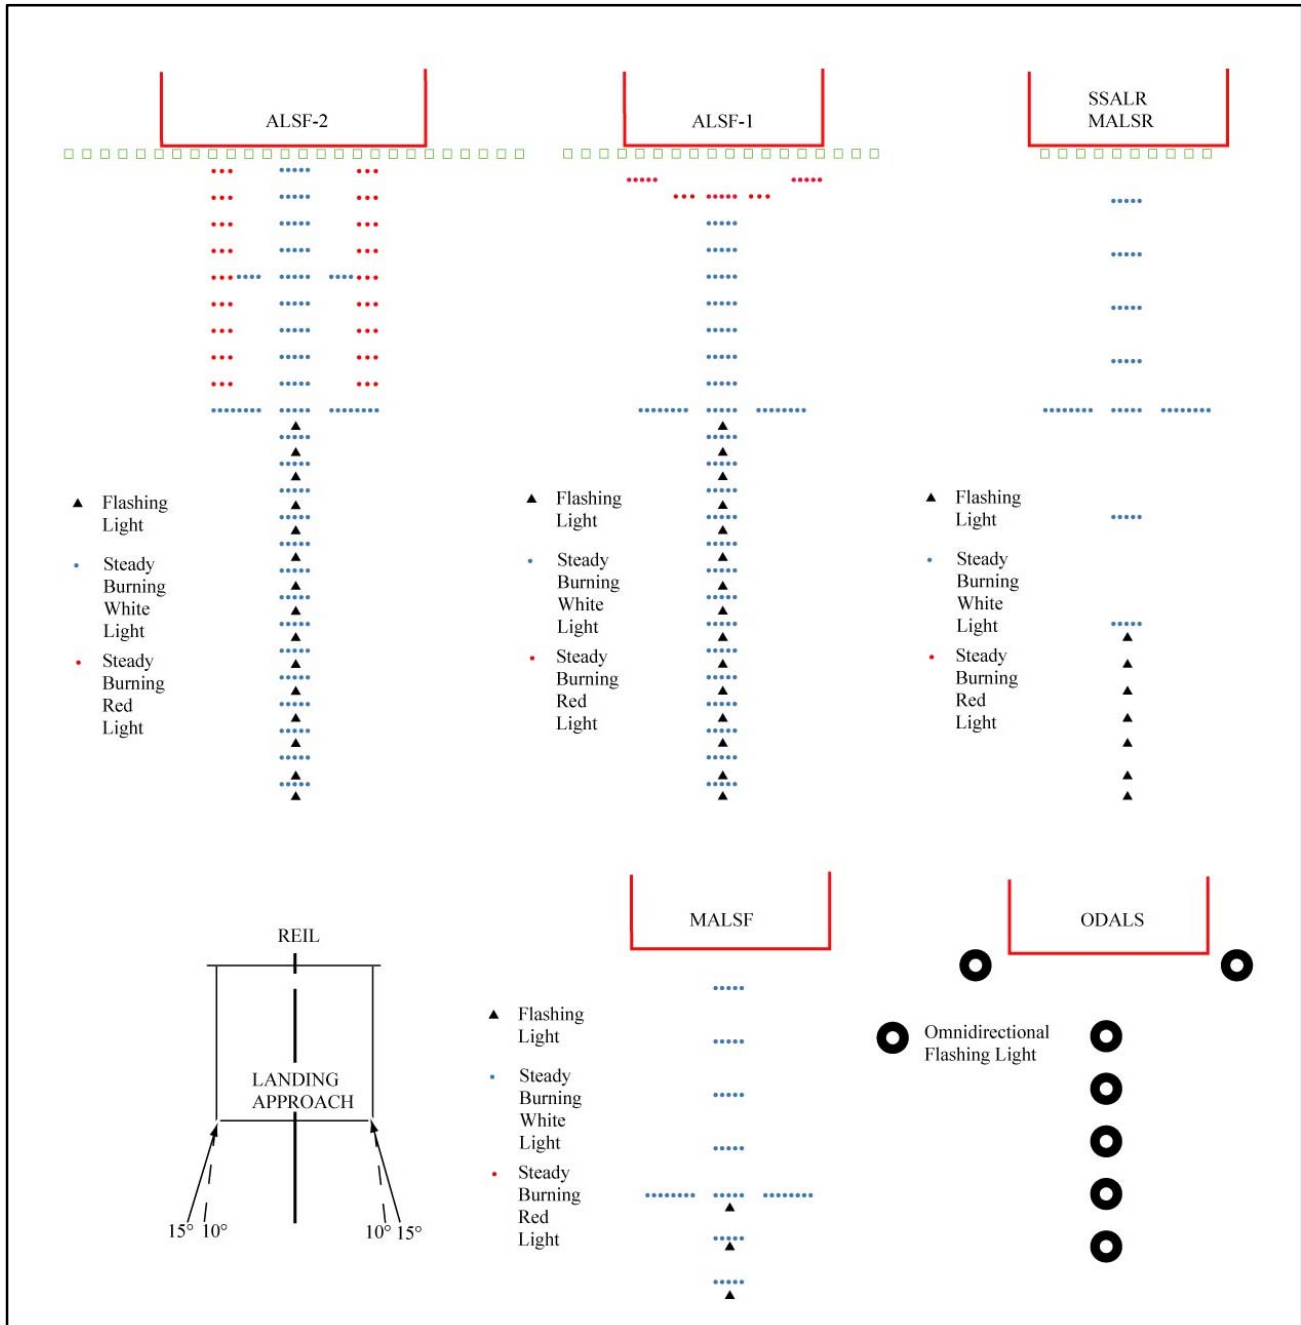 ALSF-2
Flashing
Light
Steady
Burning
White
Light
Steady
Burning
Red
Light
ALSF-1
Flashing
Light
Steady
Burning
White
Light
Steady
Burning
Red
Light
SSALR
MALSR
Flashing
Light
Steady
Burning
White
Light
Steady
Burning
Red
Light
REIL
LANDING
APPROACH
15° 10° 10° 15°
MALSF
Flashing
Light
Steady
Burning
White
Light
Steady
Burning
Red
Light
ODALS
Omnidirectional
Flashing Light